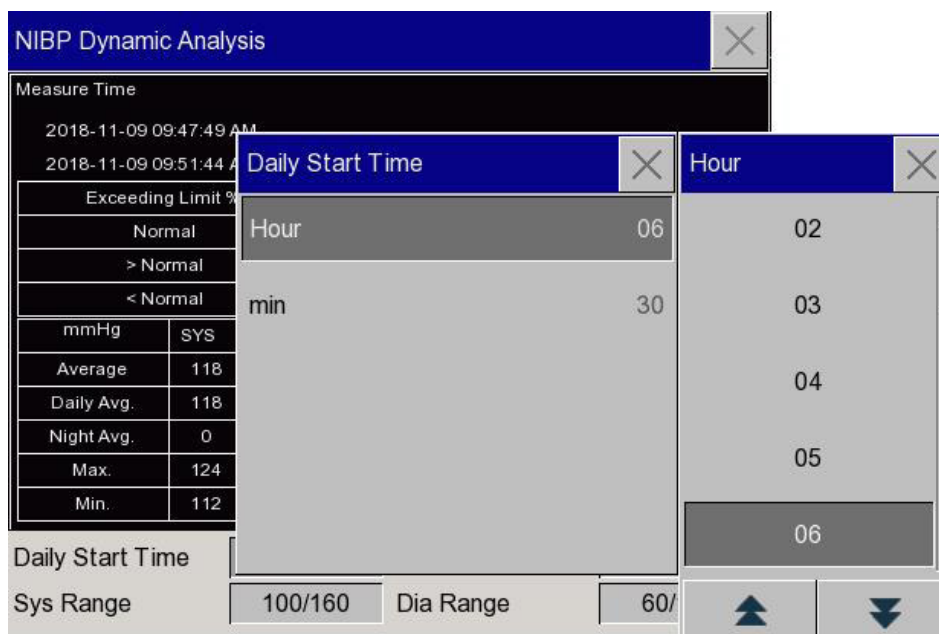 NIBP Dynamic Analysis
Measure Time
2018-11-09 09:47:49 AM
2018-11-09 09:51:44
Exceeding Limit %
Normal
> Normal
< Normal
mmHg SYS
Average 118
Daily Avg. 118
Night Avg. 0
Max. 124
Min. 112
Daily Start Time
Sys Range 100/160 Dia Range 60/
Daily Start Time
Hour 06
min 30
Hour
02
03
04
05
06